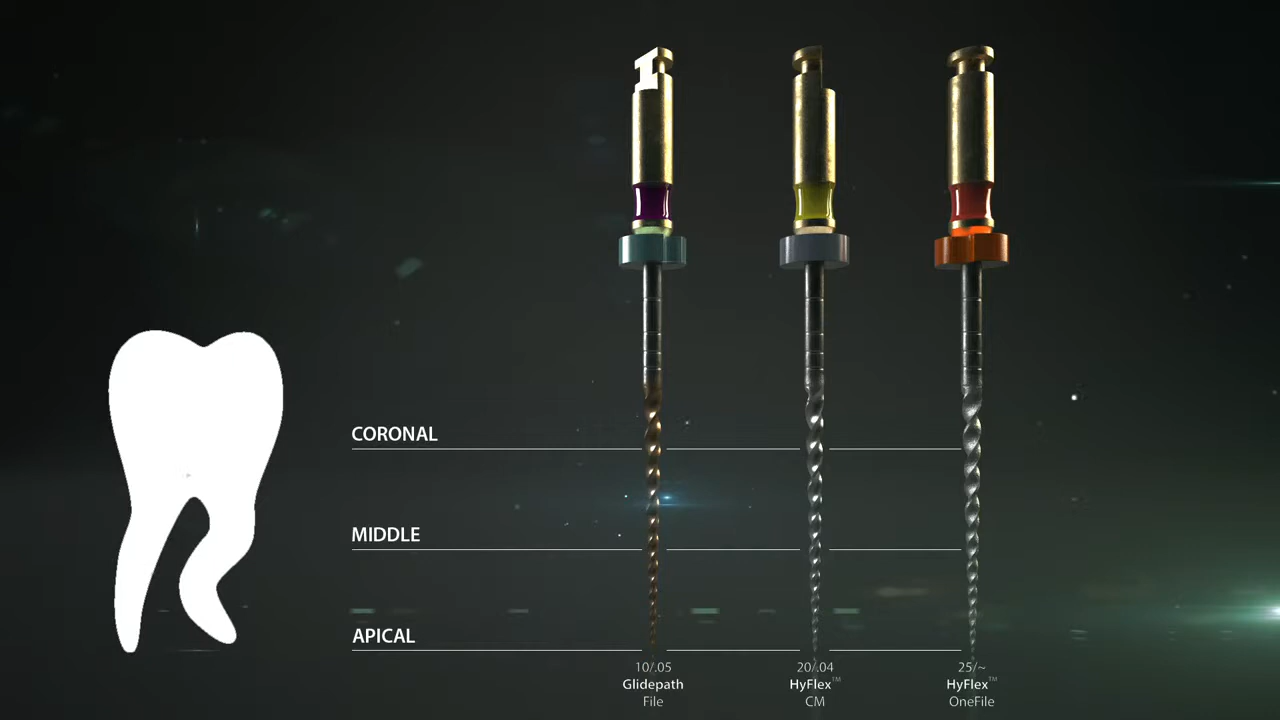 CORONAL
MIDDLE
APICAL
10/.05
Glidepath
File
20/.04
HyFlex™
CM
25/~
HyFlex™
OneFile